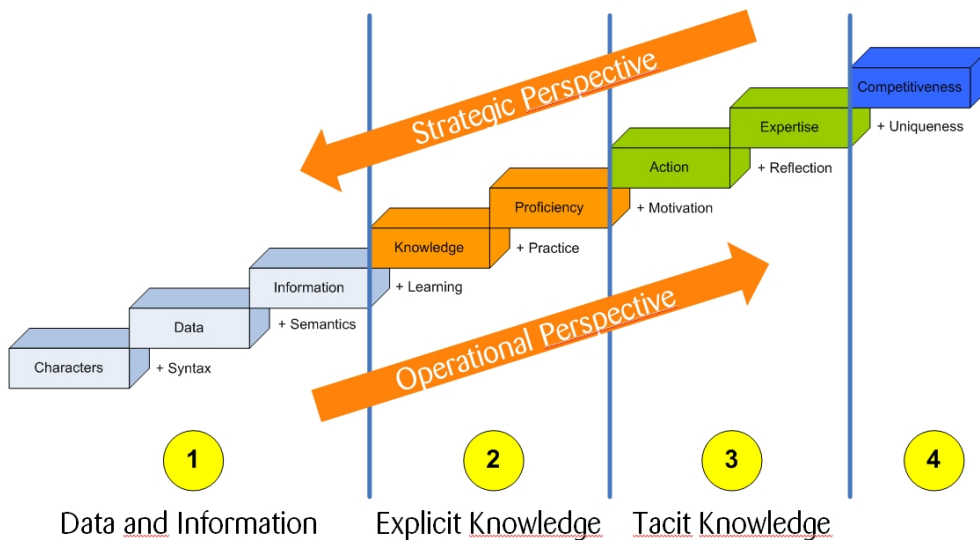 Strategic Perspective
Competitiveness
+ Uniqueness
Expertise
+ Reflection
Action
+ Motivation
Proficiency
+ Practice
Knowledge
+ Learning
Information
+ Semantics
Data
+ Syntax
Characters
Operational Perspective
1
2
3
4
Data and Information
Explicit Knowledge
Tacit Knowledge